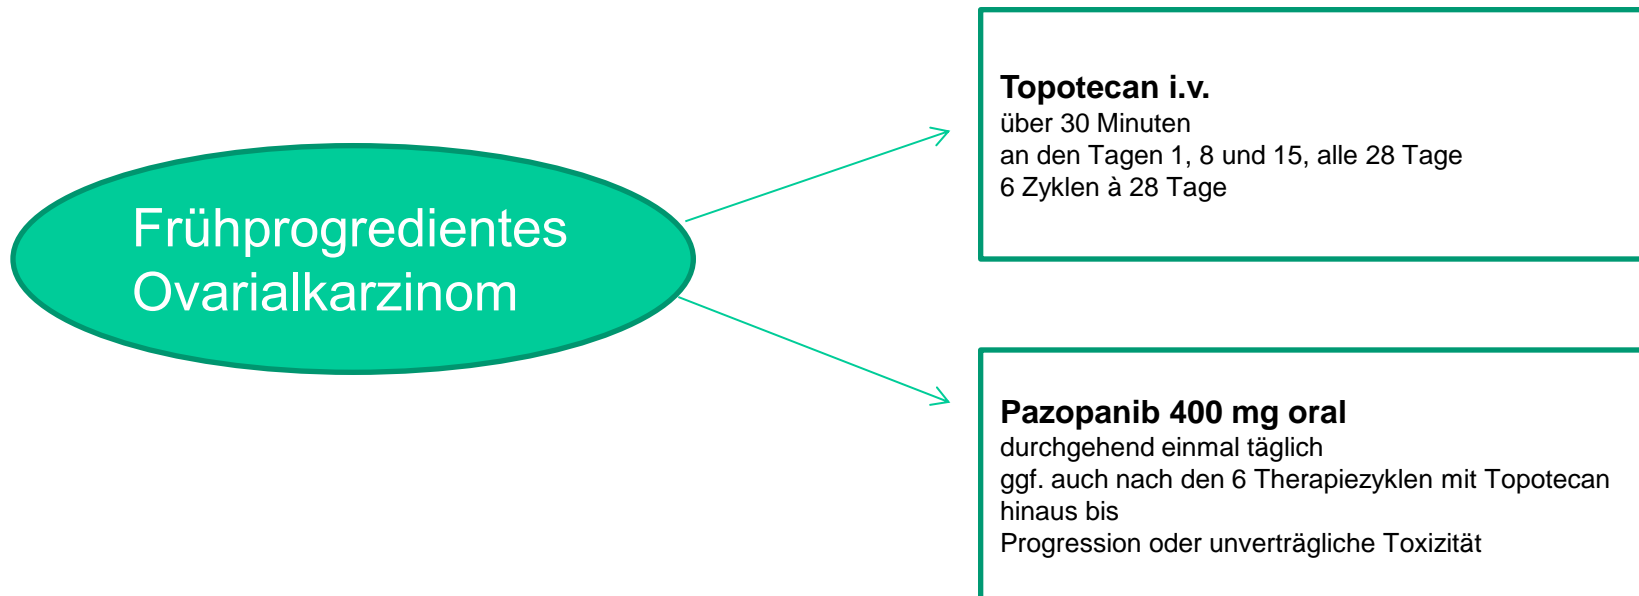 Frühprogredientes
Ovarialkarzinom
Topotecan i.v.
über 30 Minuten
an den Tagen 1, 8 und 15, alle 28 Tage
6 Zyklen à 28 Tage
Pazopanib 400 mg oral
durchgehend einmal täglich
ggf. auch nach den 6 Therapiezyklen mit Topotecan
hinaus bis
Progression oder unverträgliche Toxizität